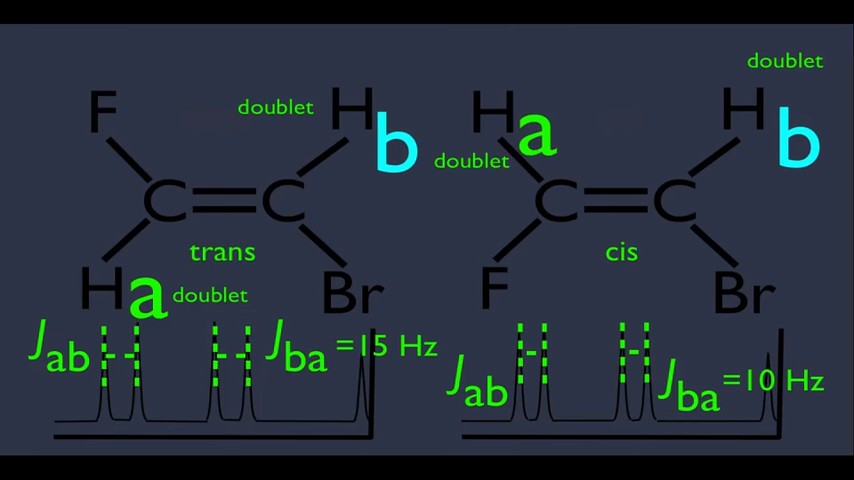 doublet
F doublet H b
H a doublet H b
C = C
C = C
trans
cis
H a doublet Br
F Br
J ab J ba =15 Hz
J ab J ba =10 Hz